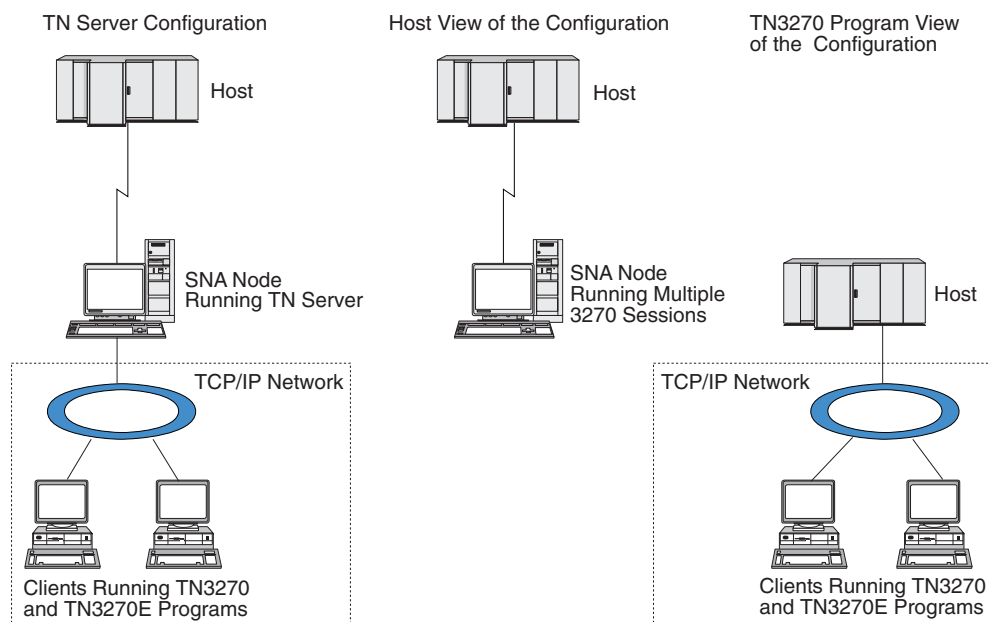 TN Server Configuration
Host
SNA Node
Running TN Server
TCP/IP Network
Clients Running TN3270
and TN3270E Programs
Host View of the Configuration
Host
SNA Node
Running Multiple
3270 Sessions
TN3270 Program View
of the Configuration
Host
TCP/IP Network
Clients Running TN3270
and TN3270E Programs